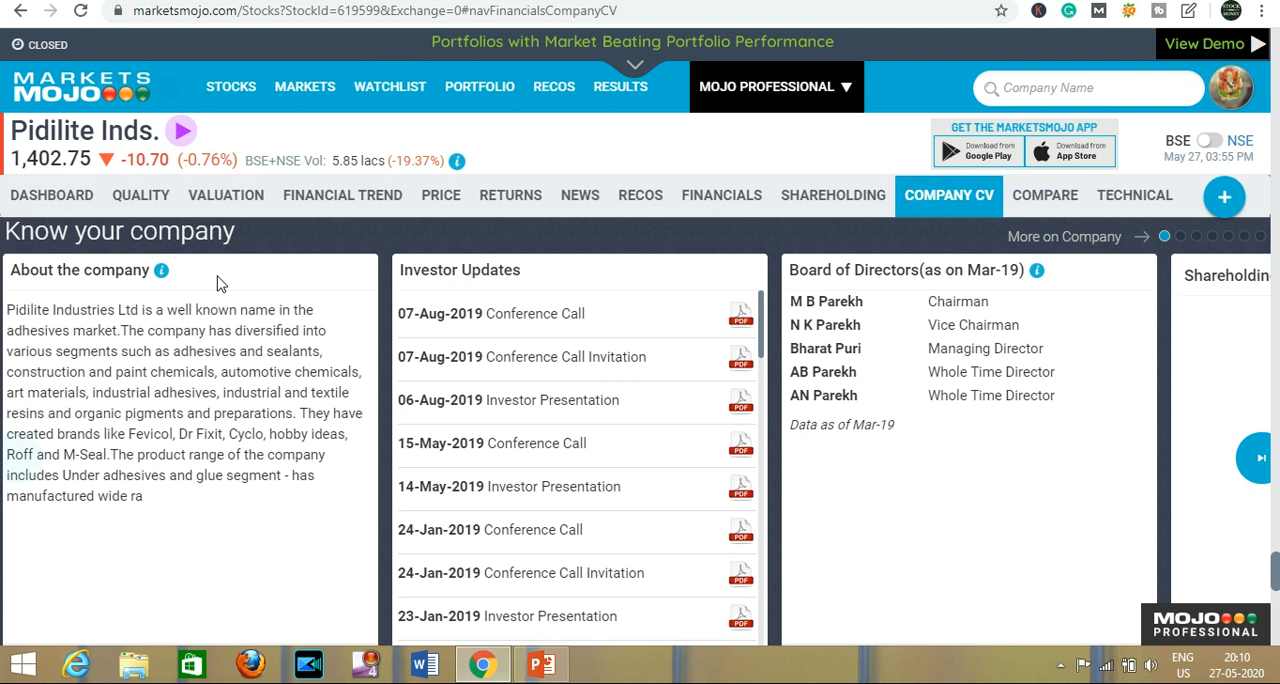 marketsmojo.com/Stocks?StockId=619599&Exchange=0#navFinancialsCompanyCV
CLOSED
Portfolios with Market Beating Portfolio Performance
View Demo
MARKETS
MOJO
STOCKS MARKETS WATCHLIST PORTFOLIO RECOS RESULTS
MOJO PROFESSIONAL ▼
Company Name
Pidilite Inds.
1,402.75 ▼ -10.70 (-0.76%) BSE+NSE Vol: 5.85 lacs (-19.37%)
GET THE MARKETSMOJO APP
Download from
Google Play
Download from
App Store
BSE NSE
May 27, 03:55 PM
DASHBOARD QUALITY VALUATION FINANCIAL TREND PRICE RETURNS NEWS RECOS FINANCIALS SHAREHOLDING COMPANY CV COMPARE TECHNICAL
+
Know your company
More on Company →
About the company
Pidilite Industries Ltd is a well known name in the
adhesives market.The company has diversified into
various segments such as adhesives and sealants,
construction and paint chemicals, automotive chemicals,
art materials, industrial adhesives, industrial and textile
resins and organic pigments and preparations. They have
created brands like Fevicol, Dr Fixit, Cyclo, hobby ideas,
Roff and M-Seal.The product range of the company
includes Under adhesives and glue segment - has
manufactured wide ra
Investor Updates
07-Aug-2019 Conference Call PDF
07-Aug-2019 Conference Call Invitation PDF
06-Aug-2019 Investor Presentation PDF
15-May-2019 Conference Call PDF
14-May-2019 Investor Presentation PDF
24-Jan-2019 Conference Call PDF
24-Jan-2019 Conference Call Invitation PDF
23-Jan-2019 Investor Presentation PDF
Board of Directors(as on Mar-19)
M B Parekh Chairman
N K Parekh Vice Chairman
Bharat Puri Managing Director
AB Parekh Whole Time Director
AN Parekh Whole Time Director
Data as of Mar-19
Shareholdin
MOJO
PROFESSIONAL
ENG
US
20:10
27-05-2020